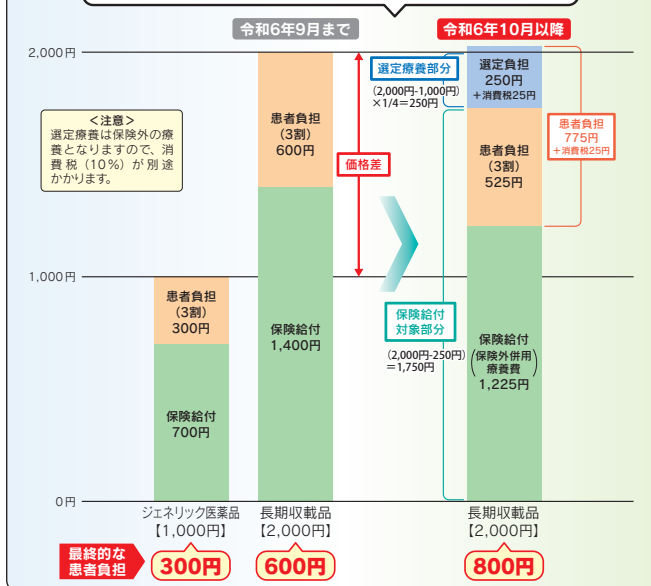 令和6年9月まで
令和6年10月以降
2,000円
1,000円
0円
＜注意＞
選定療養は保険外の療
養となりますので、消
費税（10％）が別途
かかります。
患者負担
（3割）
300円
保険給付
700円
患者負担
（3割）
600円
保険給付
1,400円
価格差
選定療養部分
（2,000円-1,000円）
×1/4＝250円
保険給付
対象部分
（2,000円-250円）
＝1,750円
選定負担
250円
＋消費税25円
患者負担
（3割）
525円
保険給付
（保険外併用
療養費）
1,225円
患者負担
775円
＋消費税25円
ジェネリック医薬品
【1,000円】
長期収載品
【2,000円】
長期収載品
【2,000円】
最終的な
患者負担
300円
600円
800円